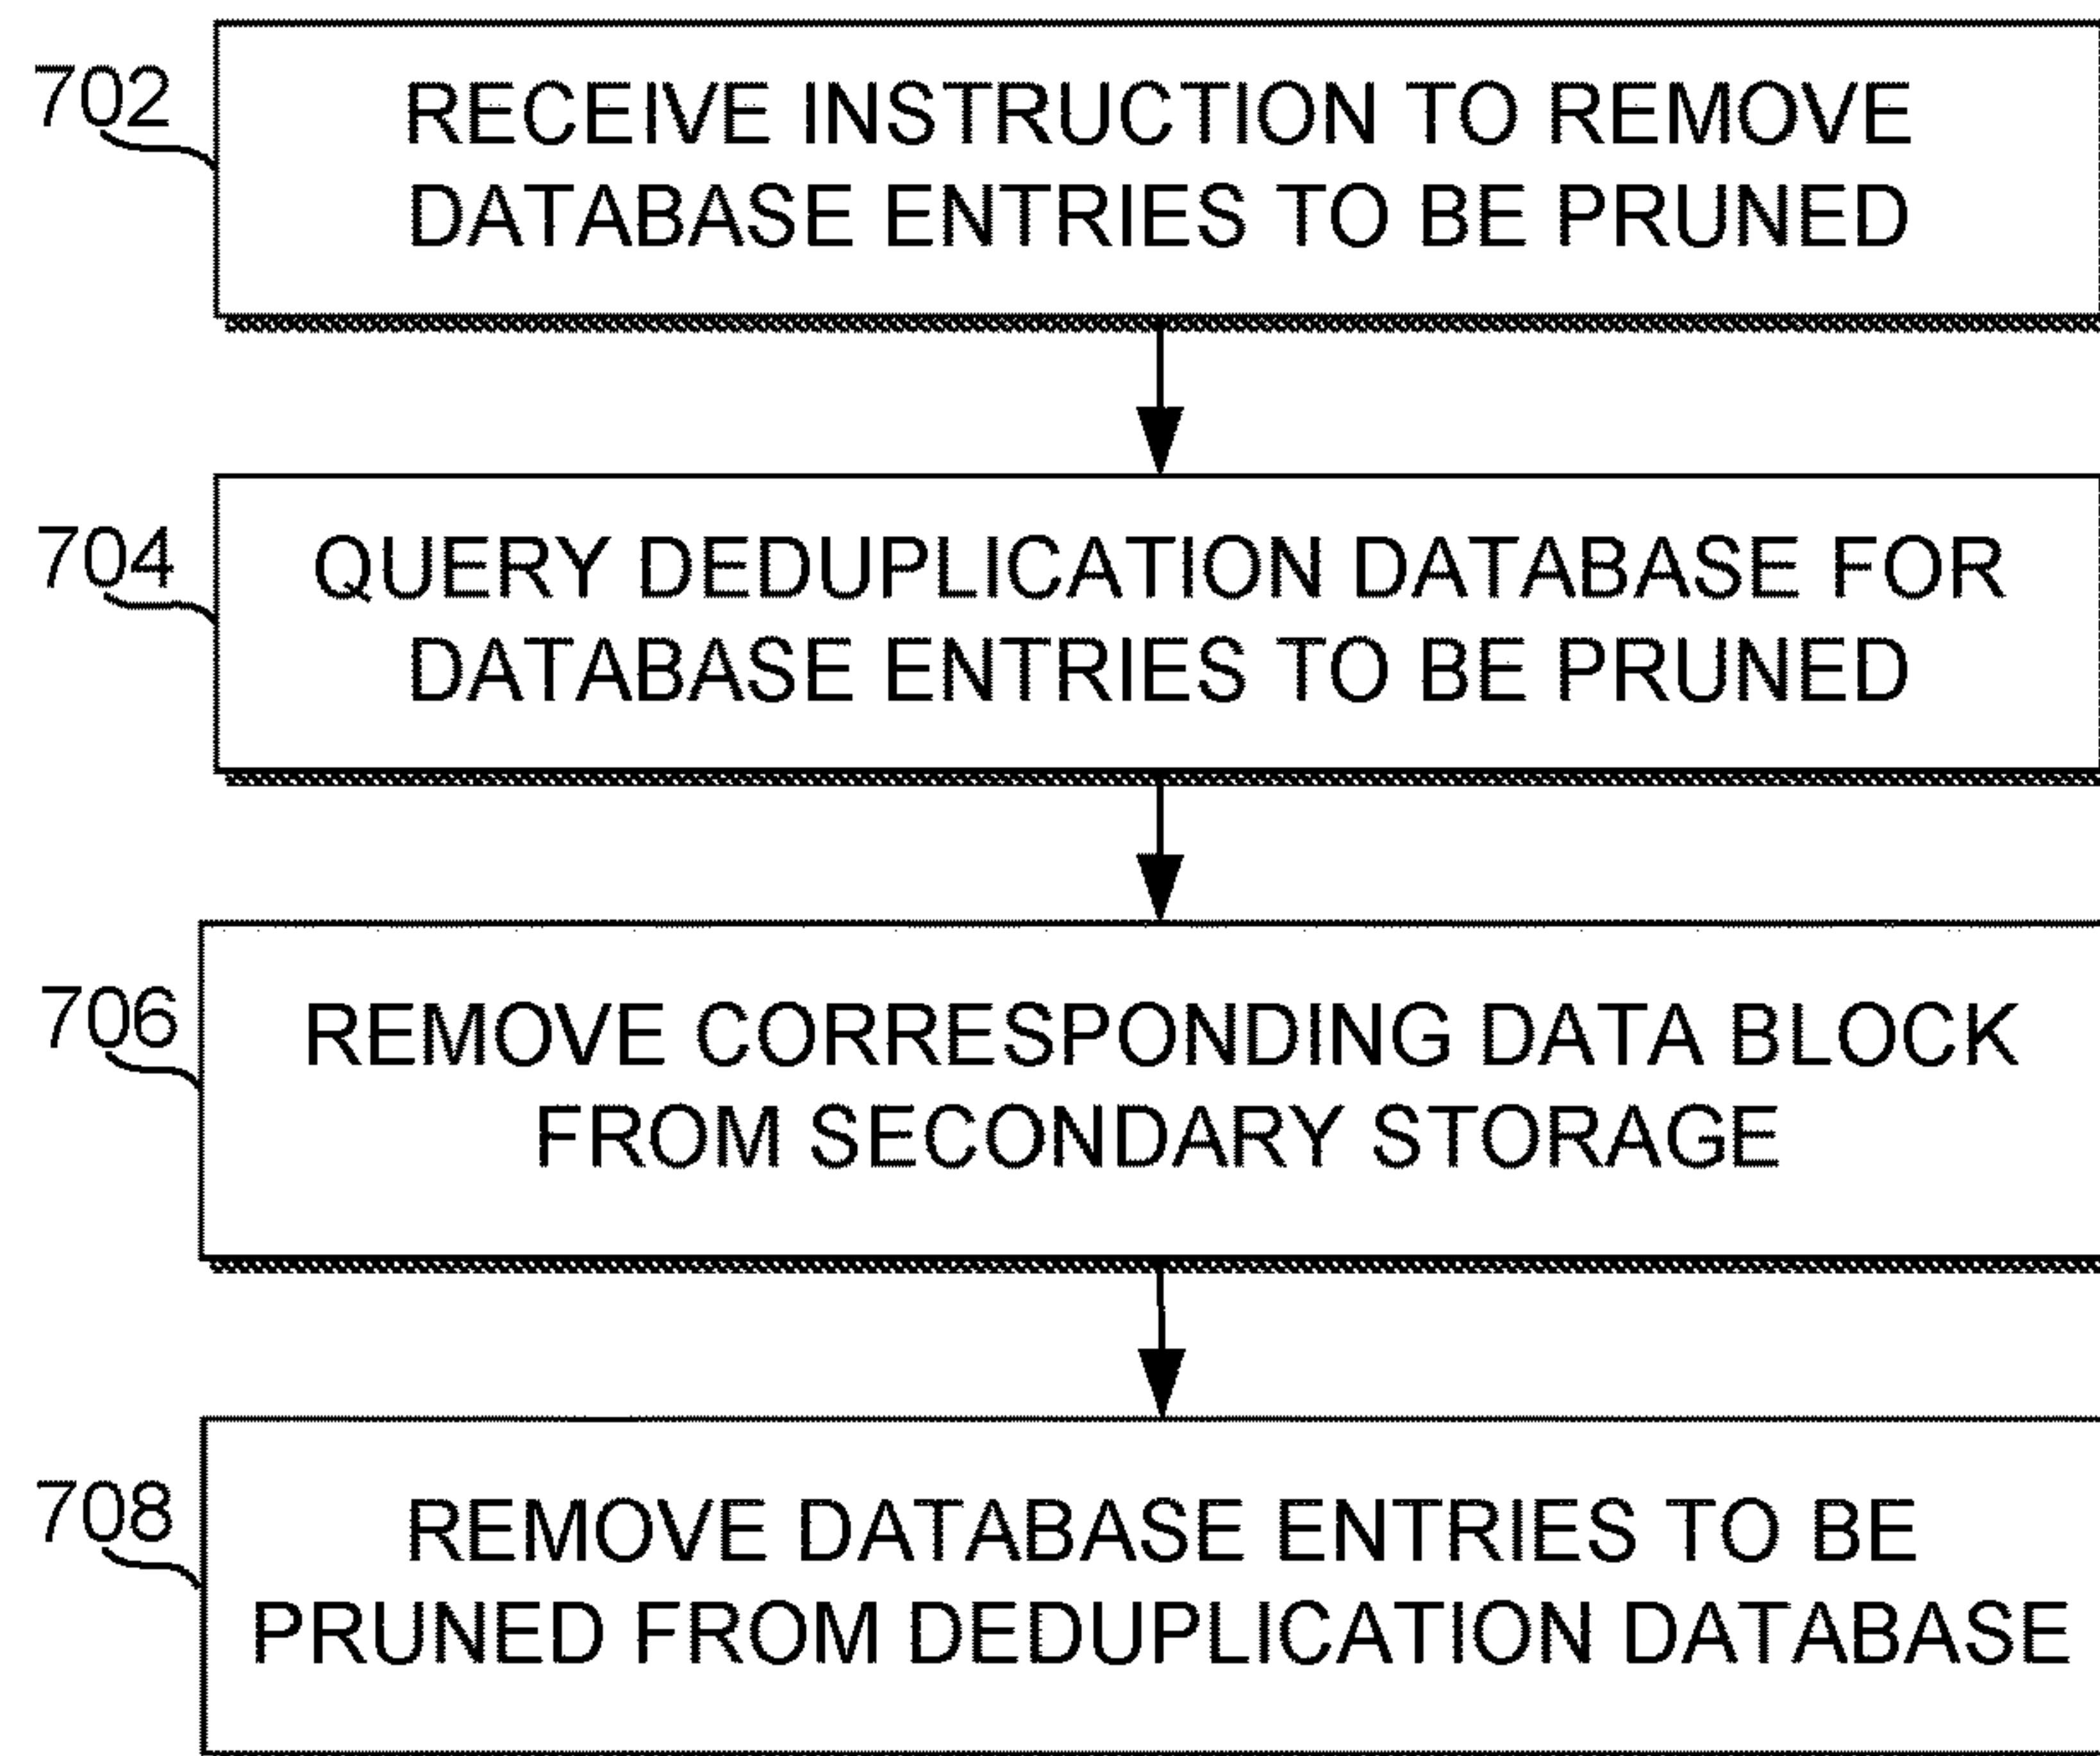 702
RECEIVE INSTRUCTION TO REMOVE
DATABASE ENTRIES TO BE PRUNED
704
QUERY DEDUPLICATION DATABASE FOR
DATABASE ENTRIES TO BE PRUNED
706
REMOVE CORRESPONDING DATA BLOCK
FROM SECONDARY STORAGE
708
REMOVE DATABASE ENTRIES TO BE
PRUNED FROM DEDUPLICATION DATABASE